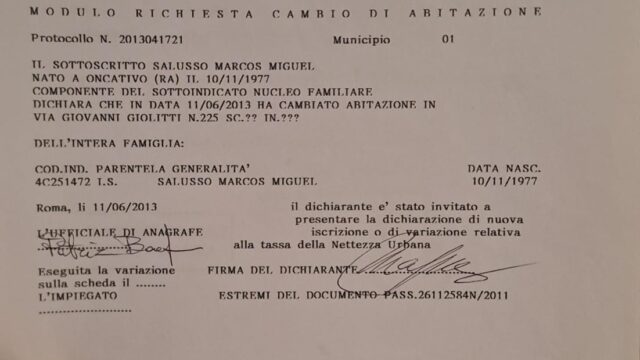 MODULO RICHIESTA CAMBIO DI ABITAZIONE
Protocollo N. 2013041721 Municipio 01
IL SOTTOSCRITTO SALUSSO MARCOS MIGUEL
NATO A ONCATIVO (RA) IL 10/11/1977
COMPONENTE DEL SOTTOINDICATO NUCLEO FAMILIARE
DICHIARA CHE IN DATA 11/06/2013 HA CAMBIATO ABITAZIONE IN
VIA GIOVANNI GIOLITTI N.225 SC.?? IN.???
DELL'INTERA FAMIGLIA:
COD.IND. PARENTELA GENERALITA' DATA NASC.
4C251472 I.S. SALUSSO MARCOS MIGUEL 10/11/1977
Roma, li 11/06/2013 il dichiarante e' stato invitato a
presentare la dichiarazione di nuova
L'UFFICIALE DI ANAGRAFE iscrizione o di variazione relativa
alla tassa della Nettezza Urbana
Eseguita la variazione FIRMA DEL DICHIARANTE
sulla scheda il ........
L'IMPIEGATO ESTREMI DEL DOCUMENTO PASS.26112584N/2011
..................